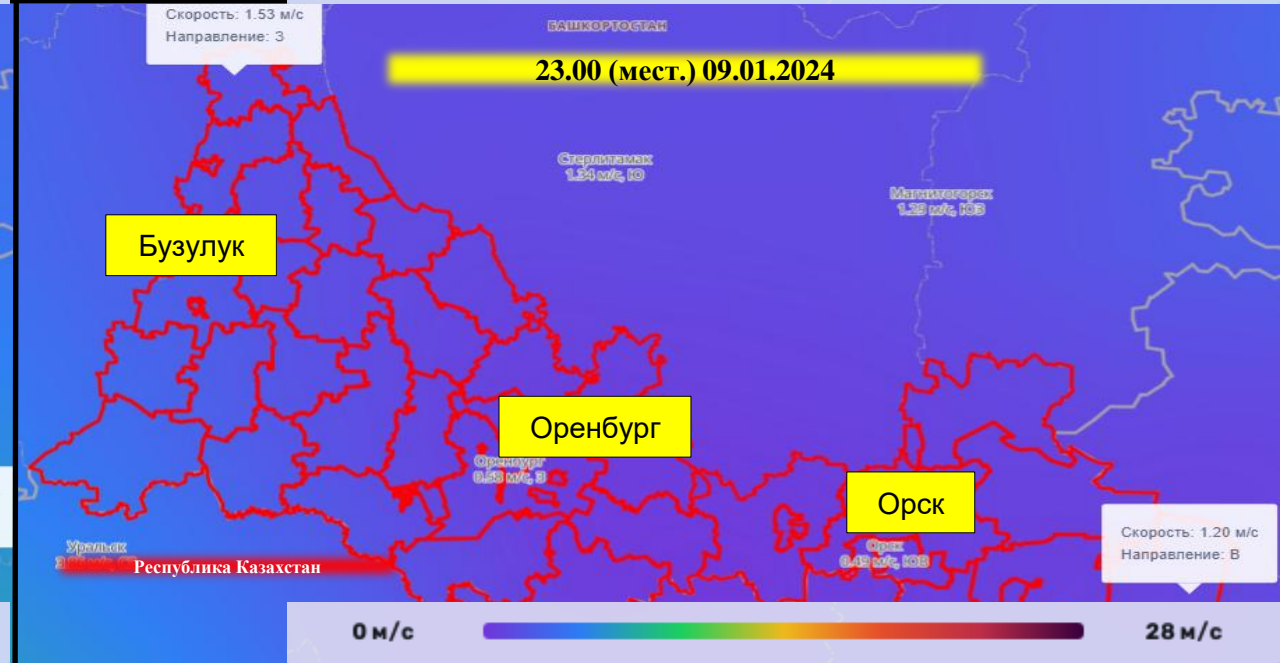 Скорость: 1.53 м/с
Направление: З
БАШКОРТОСТАН
23.00 (мест.) 09.01.2024
Стерлитамак
1.34 м/с, Ю
Магнитогорск
1.29 м/с, ЮЗ
Бузулук
Оренбург
Оренбург
0.58 м/с, З
Орск
Орск
0.49 м/с, ЮВ
Скорость: 1.20 м/с
Направление: В
Уральск
Республика Казахстан
0 м/с
28 м/с